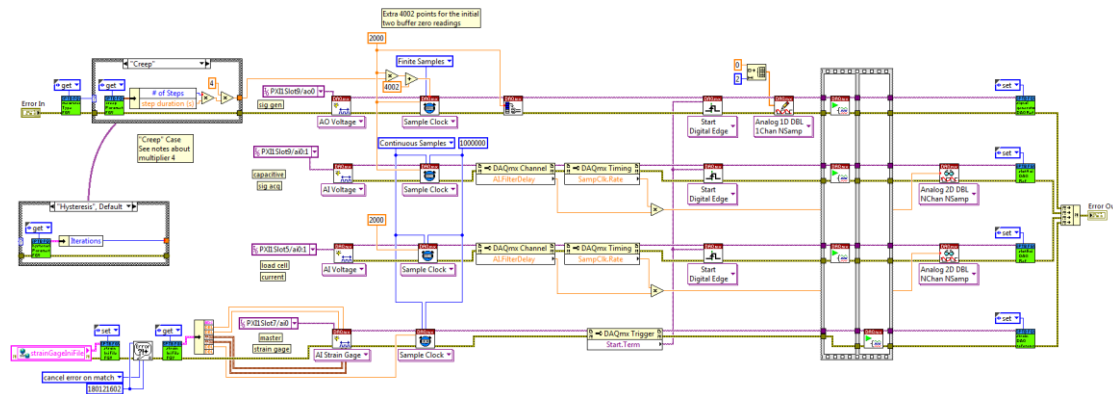 Extra 4002 points for the initial
two buffer zero readings
2000
Finite Samples
"Creep"
get
get
# of Steps
step duration (s)
4
4002
0
2
set
Error In
PXI1Slot9/ao0
sig gen
AO Voltage
Sample Clock
Start
Digital Edge
Analog 1D DBL
1Chan NSamp
"Creep" Case
See notes about
multiplier 4
Continuous Samples
1000000
PXI1Slot9/ai0:1
capacitive
sig acq
AI Voltage
Sample Clock
DAQmx Channel
AI.FilterDelay
DAQmx Timing
SampClk.Rate
Start
Digital Edge
Analog 2D DBL
NChan NSamp
set
"Hysteresis", Default
get
Iterations
Error Ou
2000
PXI1Slot5/ai0:1
load cell
current
AI Voltage
Sample Clock
DAQmx Channel
AI.FilterDelay
DAQmx Timing
SampClk.Rate
Start
Digital Edge
Analog 2D DBL
NChan NSamp
set
set
get
PXI1Slot7/ai0
master
strain gage
AI Strain Gage
Sample Clock
DAQmx Trigger
Start.Term
set
strainGageIniFile
cancel error on match
180121602